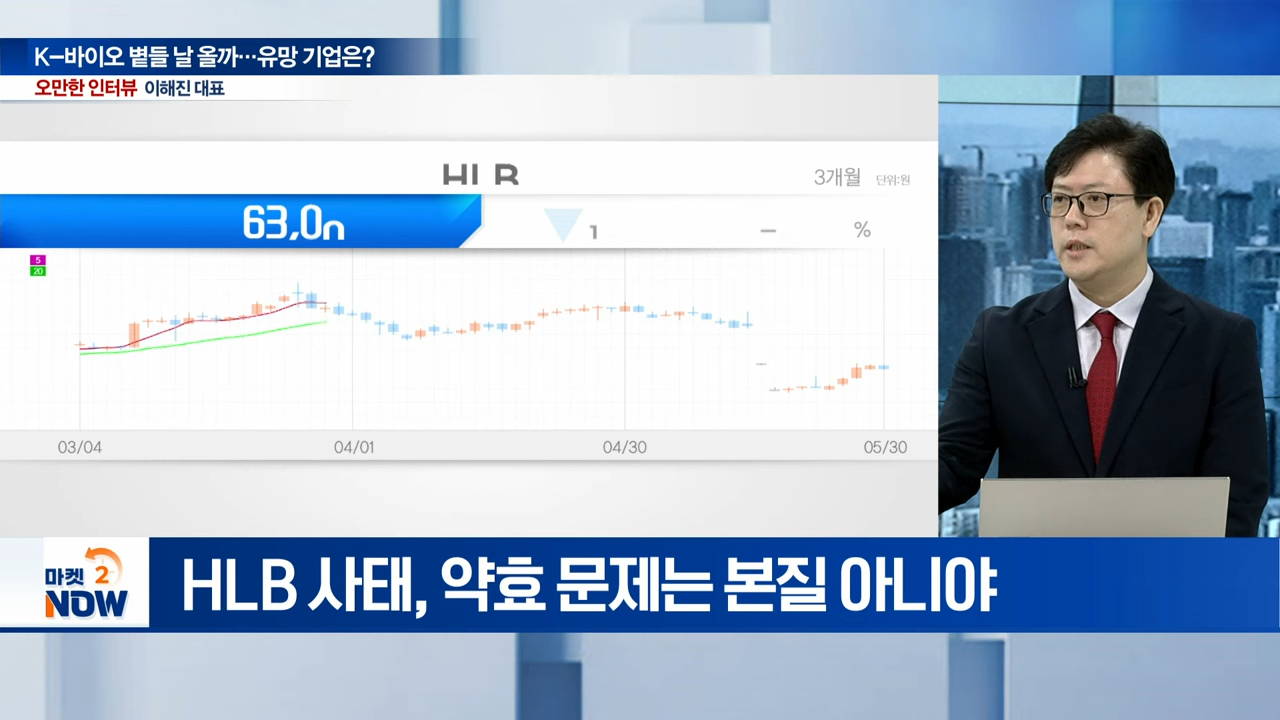 K-바이오 볕들 날 올까…유망 기업은?
오만한 인터뷰 이해진 대표
3개월 단위:원
1 - %
5
20
03/04 04/01 04/30 05/30
마켓 2
NOW
HLB 사태, 약효 문제는 본질 아니야